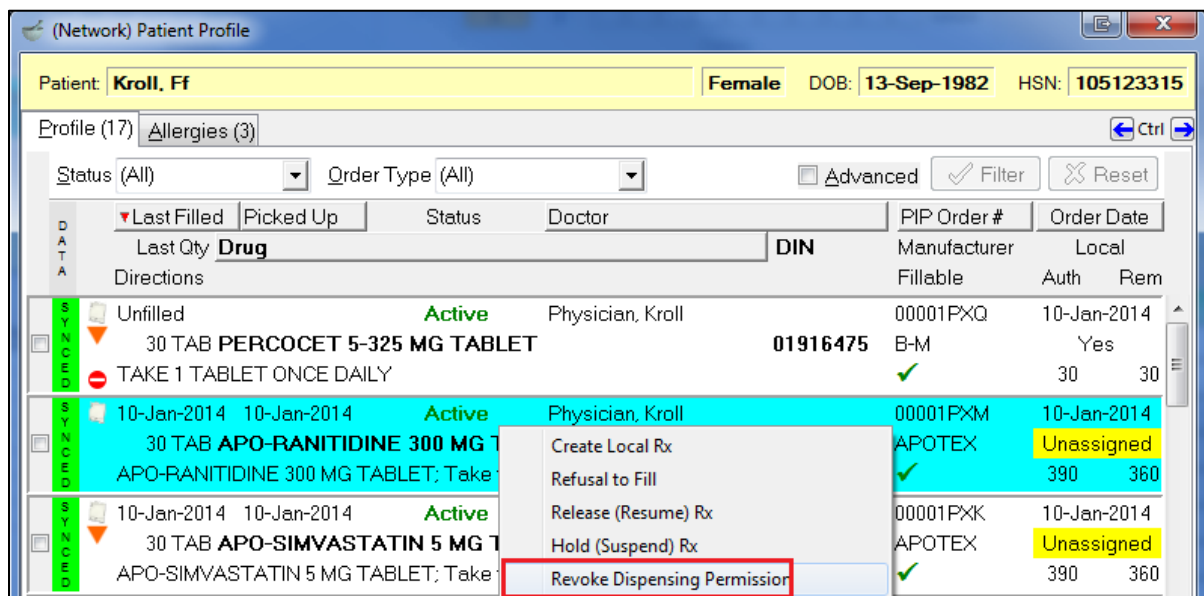 (Network) Patient Profile
Patient: Kroll, Ff Female DOB: 13-Sep-1982 HSN: 105123315
Profile (17) Allergies (3) Ctrl
Status (All) Order Type (All) Advanced Filter Reset
DATA
Last Filled Picked Up Status Doctor PIP Order # Order Date
Last Qty Drug DIN Manufacturer Local
Directions Fillable Auth Rem
SYNCED
Unfilled Active Physician, Kroll 00001PXQ 10-Jan-2014
30 TAB PERCOCET 5-325 MG TABLET 01916475 B-M Yes
TAKE 1 TABLET ONCE DAILY 30 30
SYNCED
10-Jan-2014 10-Jan-2014 Active Physician, Kroll 00001PXM 10-Jan-2014
30 TAB APO-RANITIDINE 300 MG T APOTEX Unassigned
APO-RANITIDINE 300 MG TABLET; Take 390 360
Create Local Rx
Refusal to Fill
Release (Resume) Rx
Hold (Suspend) Rx
Revoke Dispensing Permission
SYNCED
10-Jan-2014 10-Jan-2014 Active 00001PXK 10-Jan-2014
30 TAB APO-SIMVASTATIN 5 MG T APOTEX Unassigned
APO-SIMVASTATIN 5 MG TABLET; Take 390 360